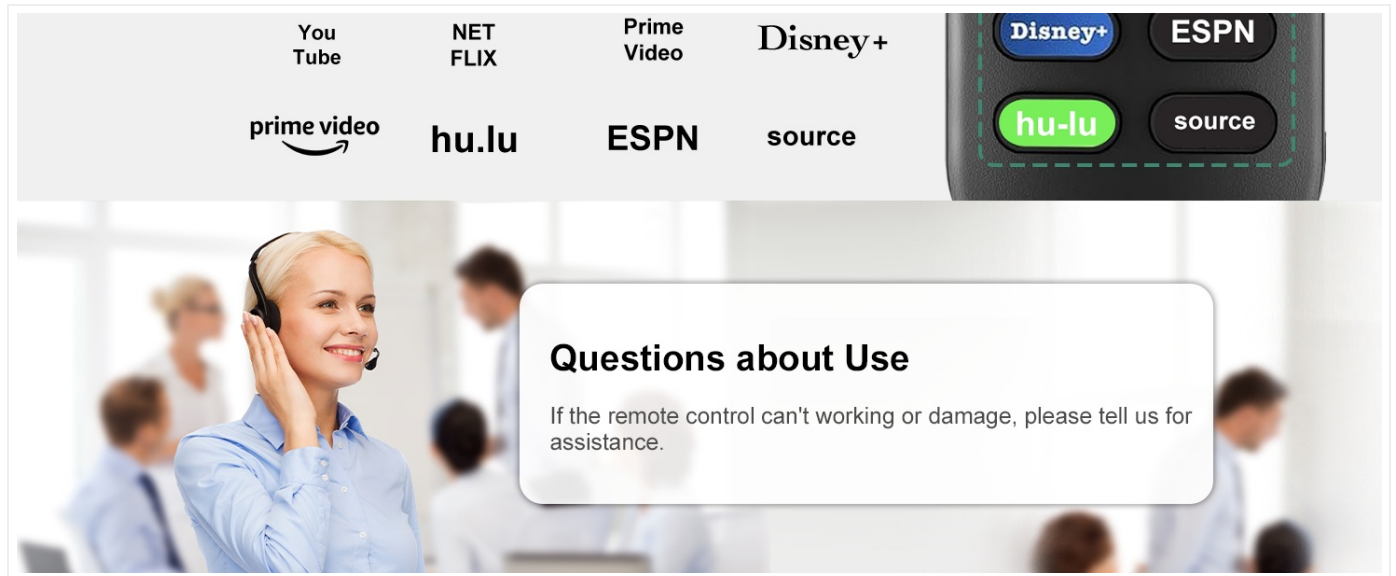 You
Tube
NET
FLIX
Prime
Video
Disney+
prime video
hu.lu
ESPN
source
Disney+
ESPN
hu-lu
source
Questions about Use
If the remote control can't working or damage, please tell us for
assistance.